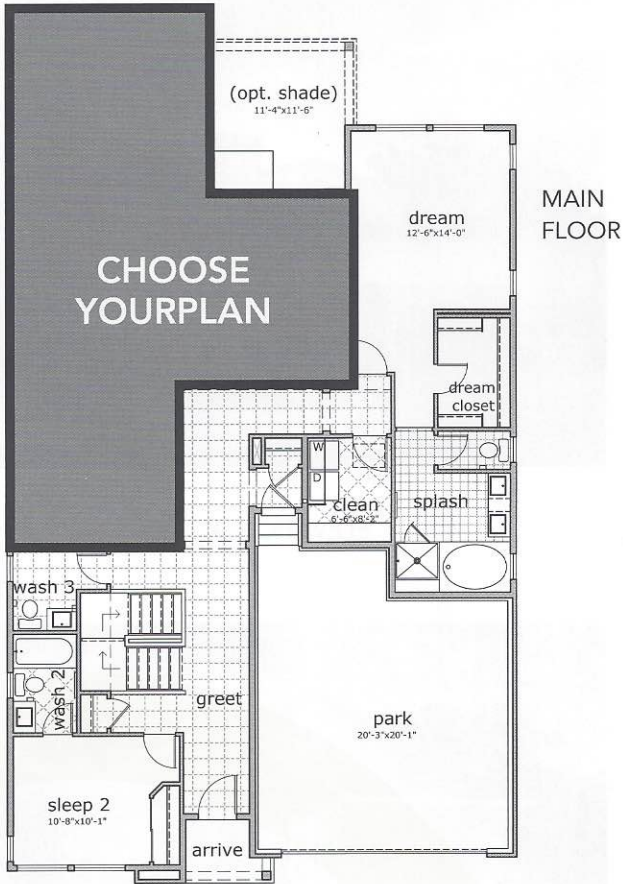 (opt. shade)
11'-4"x11'-6"
MAIN
FLOOR
dream
12'-6"x14'-0"
CHOOSE
YOURPLAN
dream
closet
W
D
clean
6'-6"x8'-2"
splash
wash 3
wash 2
greet
park
20'-3"x20'-1"
sleep 2
10'-8"x10'-1"
arrive